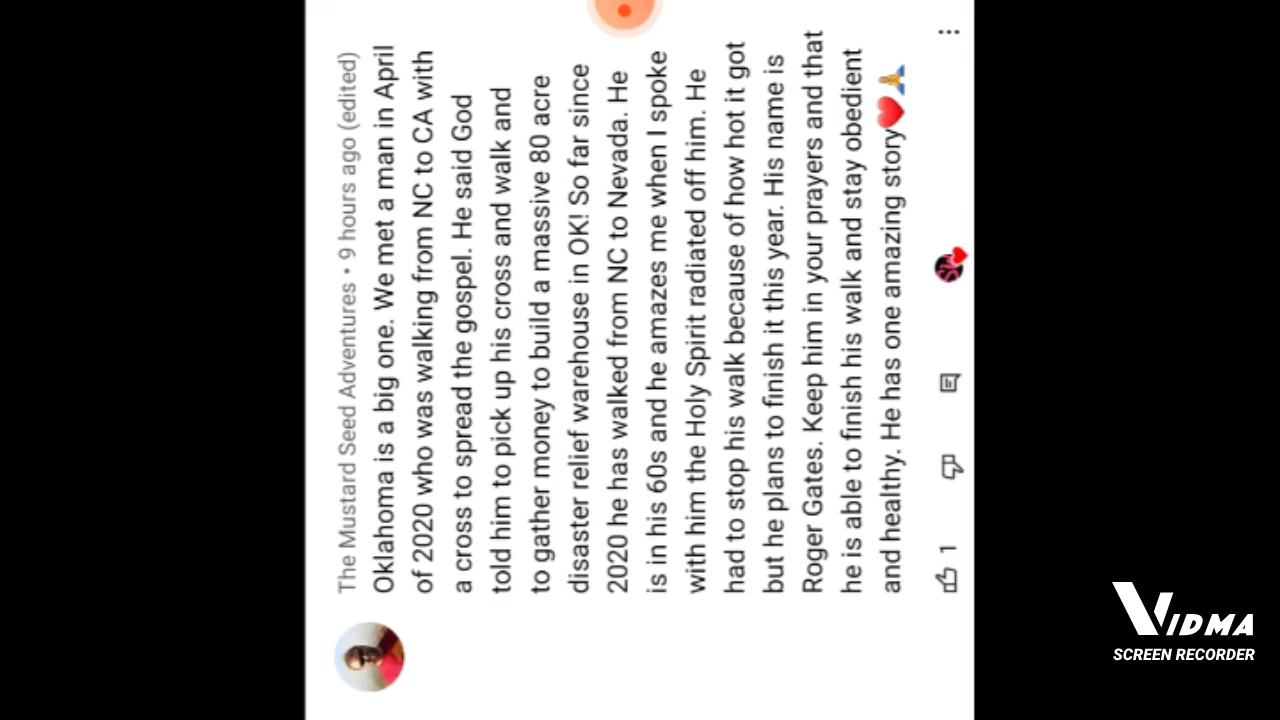 The Mustard Seed Adventures • 9 hours ago (edited)
Oklahoma is a big one. We met a man in April
of 2020 who was walking from NC to CA with
a cross to spread the gospel. He said God
told him to pick up his cross and walk and
to gather money to build a massive 80 acre
disaster relief warehouse in OK! So far since
2020 he has walked from NC to Nevada. He
is in his 60s and he amazes me when I spoke
with him the Holy Spirit radiated off him. He
had to stop his walk because of how hot it got
but he plans to finish it this year. His name is
Roger Gates. Keep him in your prayers and that
he is able to finish his walk and stay obedient
and healthy. He has one amazing story❤️🙏
1
VIDMA
SCREEN RECORDER